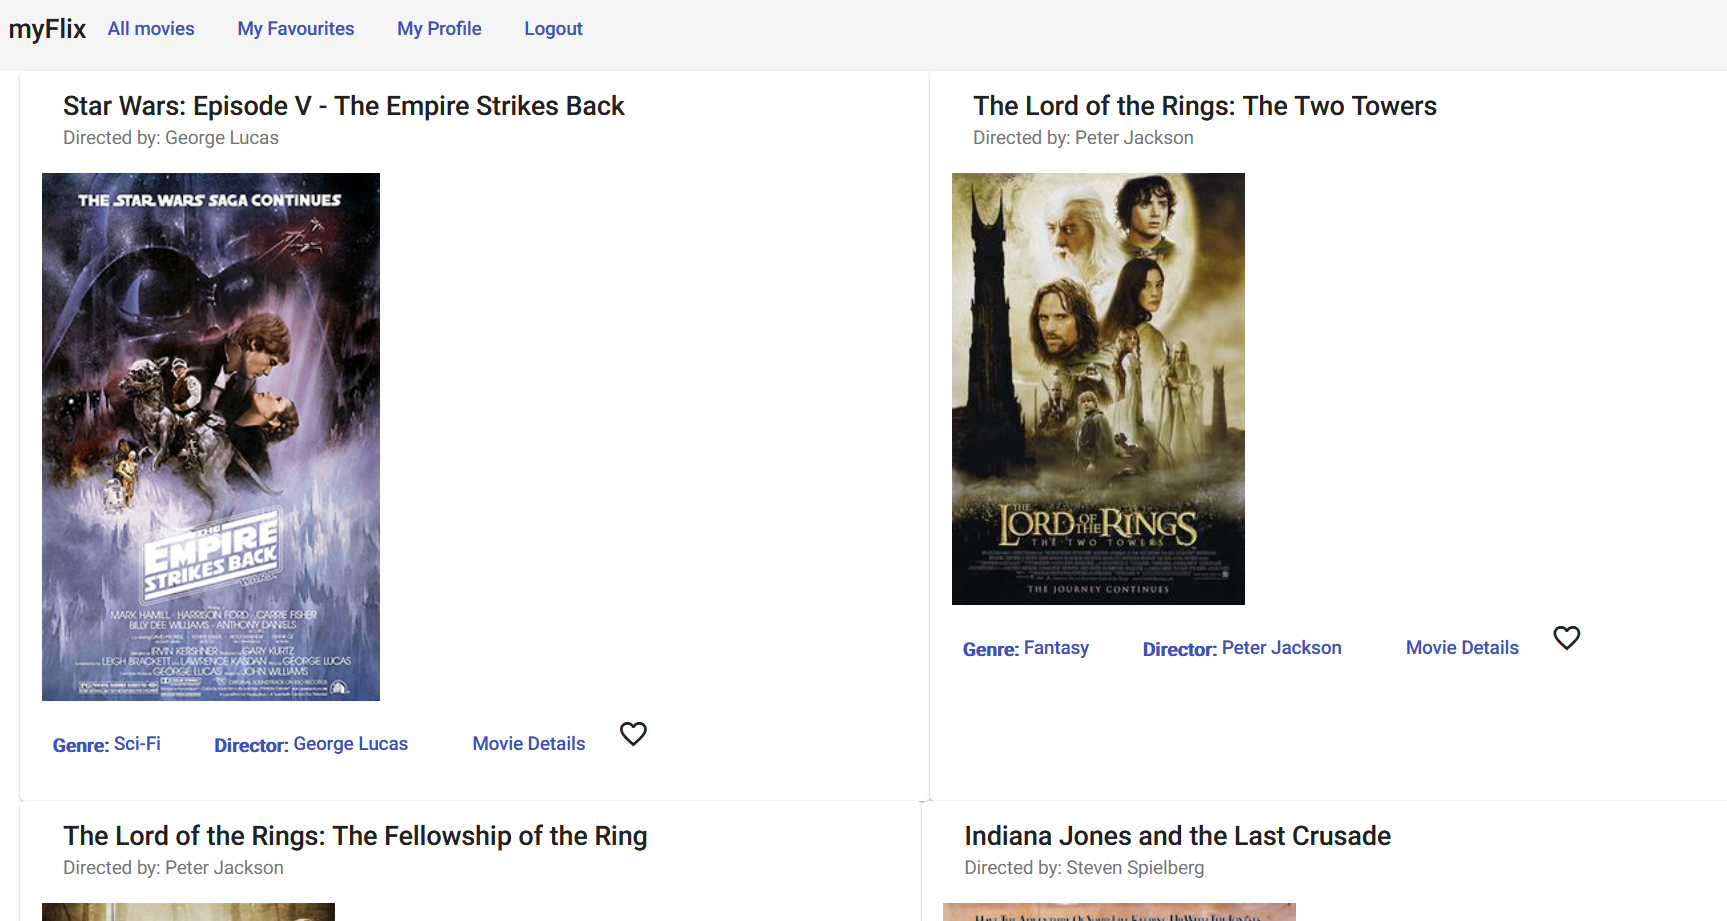 myFlix All movies My Favourites My Profile Logout
Star Wars: Episode V - The Empire Strikes Back
Directed by: George Lucas
THE STAR WARS SAGA CONTINUES
THE
EMPIRE
STRIKES BACK
WARS
MARK HAMILL · HARRISON FORD · CARRIE FISHER
BILLY DEE WILLIAMS · ANTHONY DANIELS
IRVIN KERSHNER GARY KURTZ
LEIGH BRACKETT LAWRENCE KASDAN GEORGE LUCAS
GEORGE LUCAS JOHN WILLIAMS
Genre: Sci-Fi Director: George Lucas Movie Details
The Lord of the Rings: The Two Towers
Directed by: Peter Jackson
THE
LORD OF THE RINGS
THE TWO TOWERS
THE JOURNEY CONTINUES
Genre: Fantasy Director: Peter Jackson Movie Details
The Lord of the Rings: The Fellowship of the Ring
Directed by: Peter Jackson
Indiana Jones and the Last Crusade
Directed by: Steven Spielberg